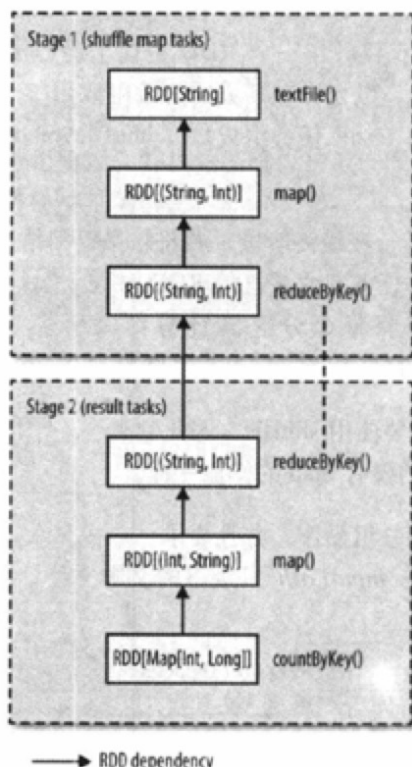 Stage 1 (shuffle map tasks)
RDD[String] textFile()
RDD[(String, Int)] map()
RDD[(String, Int)] reduceByKey()
Stage 2 (result tasks)
RDD[(String, Int)] reduceByKey()
RDD[(Int, String)] map()
RDD[Map[Int, Long]] countByKey()
RDD dependency